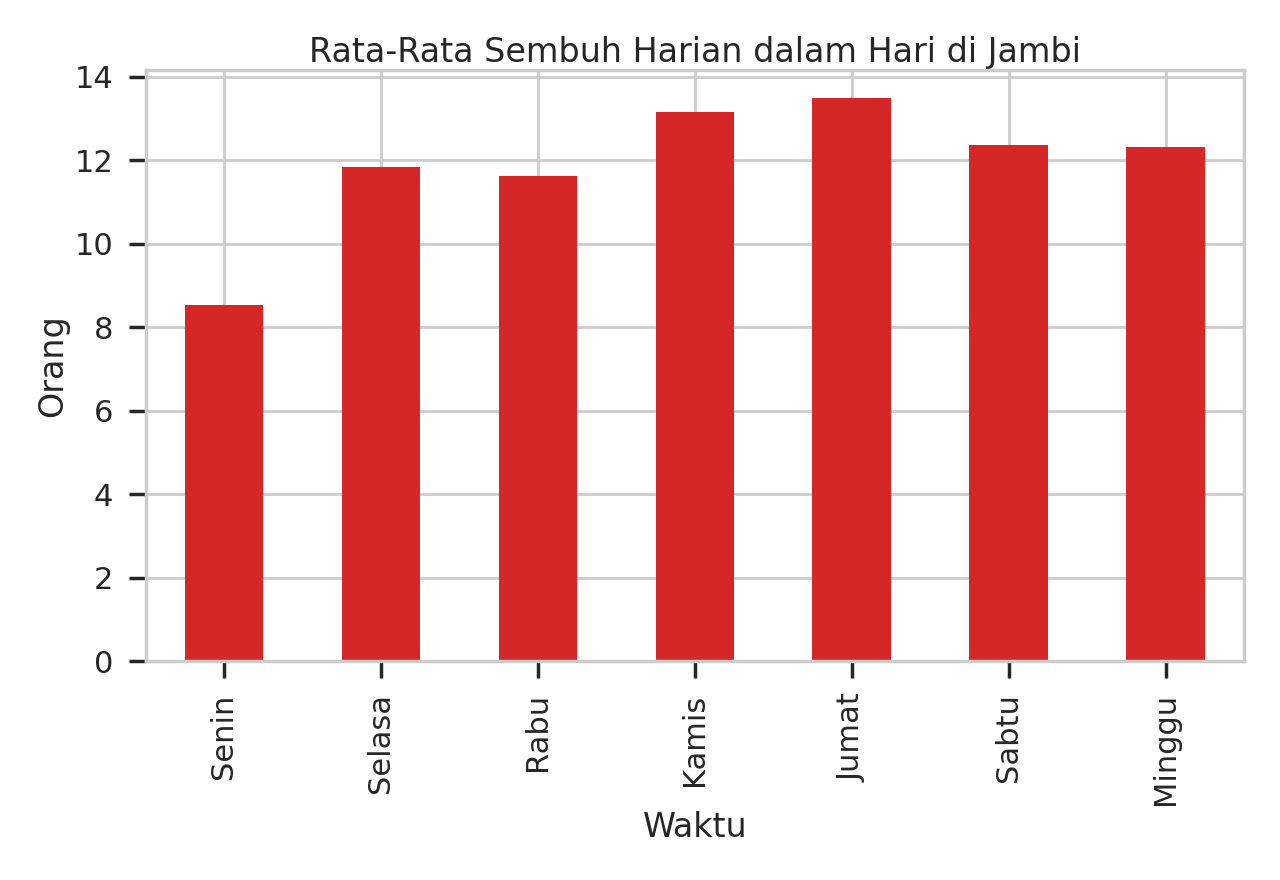 Rata-Rata Sembuh Harian dalam Hari di Jambi
14
12
10
8
6
4
2
0
Orang
Senin
Selasa
Rabu
Kamis
Jumat
Sabtu
Minggu
Waktu